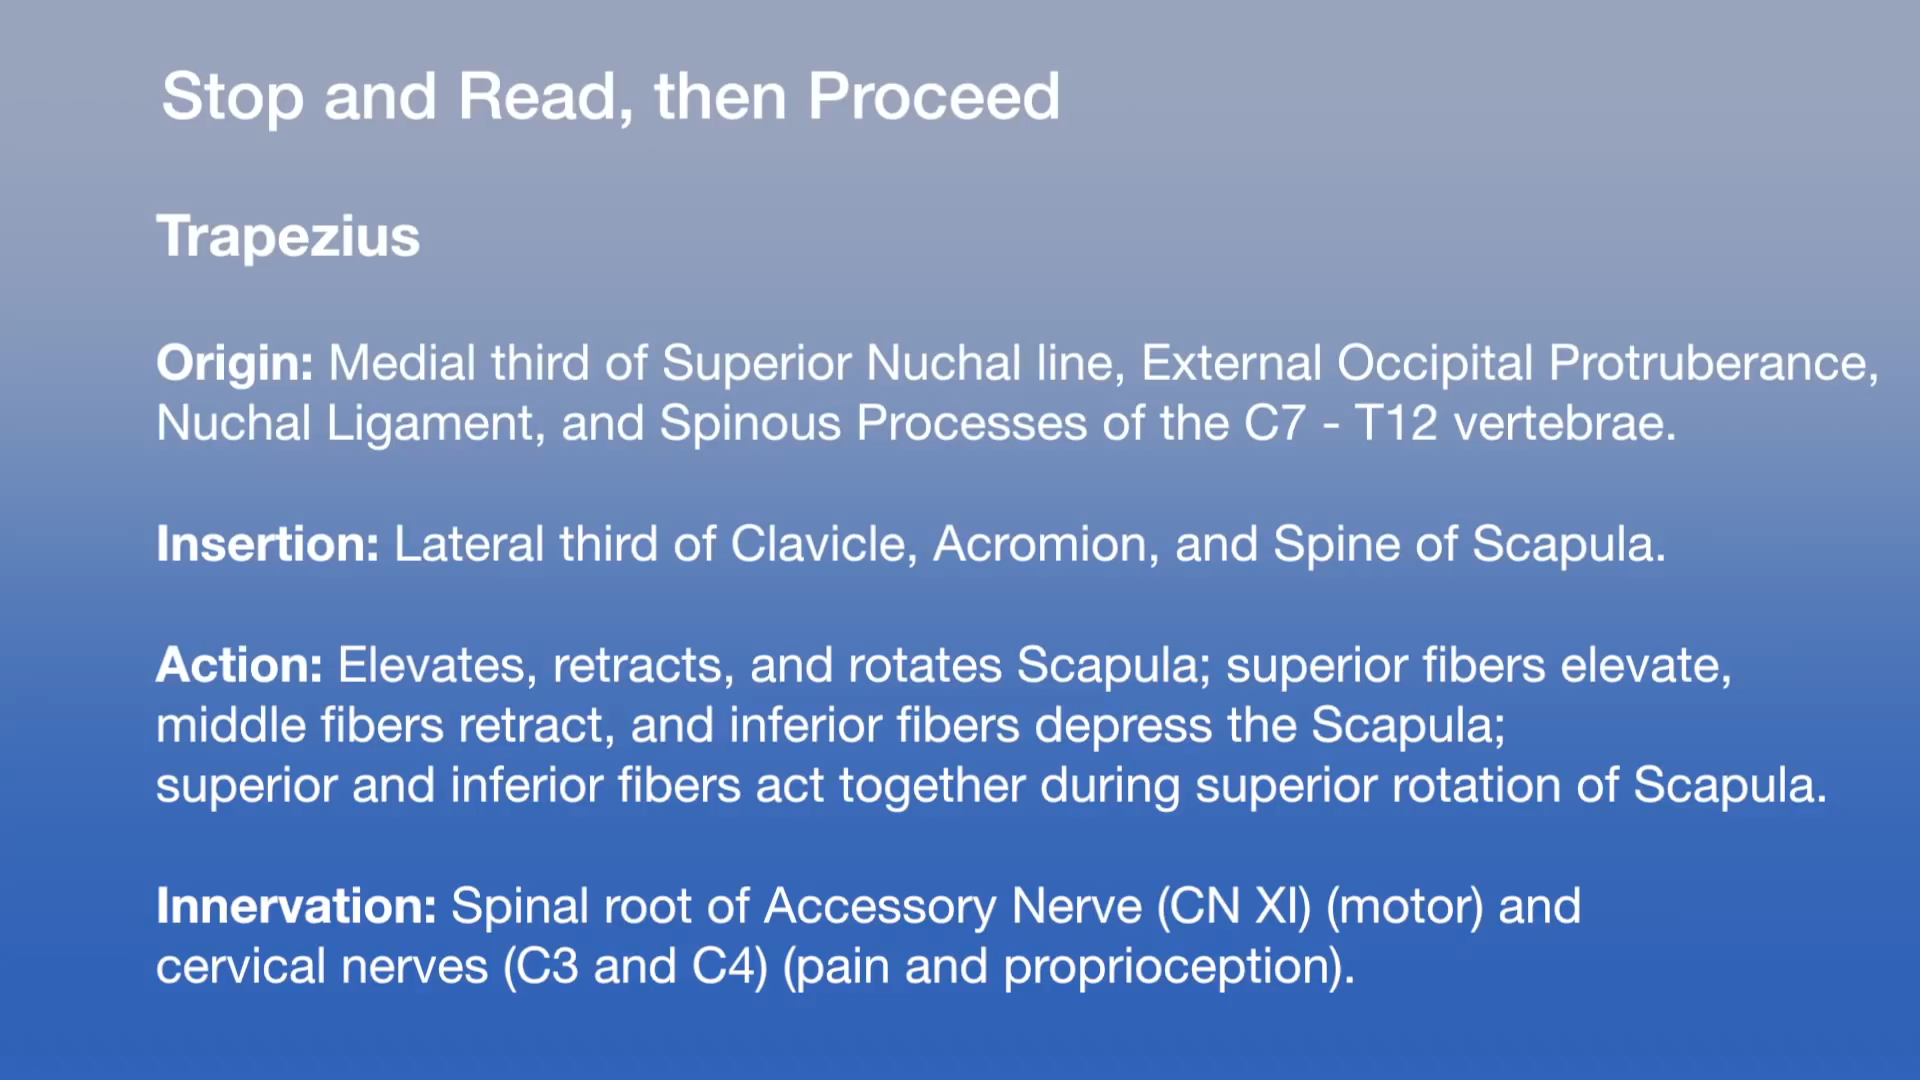 Stop and Read, then Proceed
Trapezius
Origin: Medial third of Superior Nuchal line, External Occipital Protruberance,
Nuchal Ligament, and Spinous Processes of the C7 - T12 vertebrae.
Insertion: Lateral third of Clavicle, Acromion, and Spine of Scapula.
Action: Elevates, retracts, and rotates Scapula; superior fibers elevate,
middle fibers retract, and inferior fibers depress the Scapula;
superior and inferior fibers act together during superior rotation of Scapula.
Innervation: Spinal root of Accessory Nerve (CN XI) (motor) and
cervical nerves (C3 and C4) (pain and proprioception).